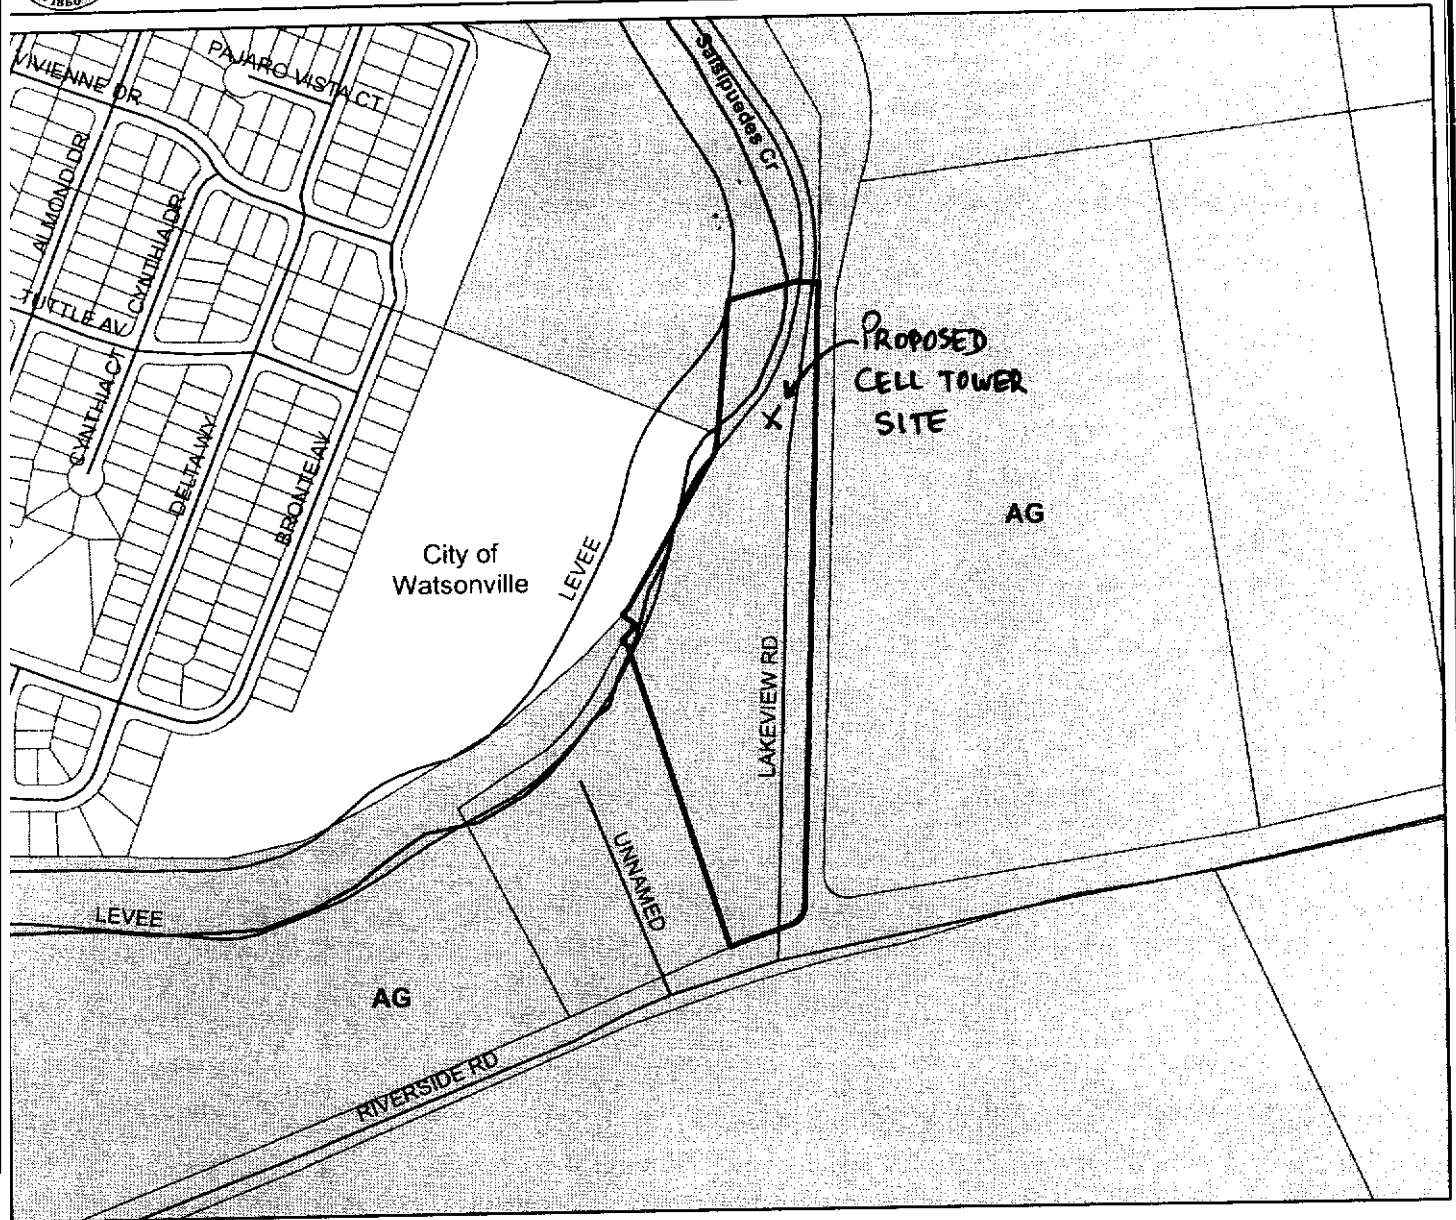 1850
PAJARO VISTA CT
VIVIENNE DR
Salsipuedes Cr
ALMOND DR
CYNTHIA DR
TUTTLE AV
CYNTHIA CT
DELTA WY
BRONTE AV
PROPOSED
CELL TOWER
SITE
AG
City of
Watsonville
LEVEE
LAKEVIEW RD
UNNAMED
LEVEE
AG
RIVERSIDE RD